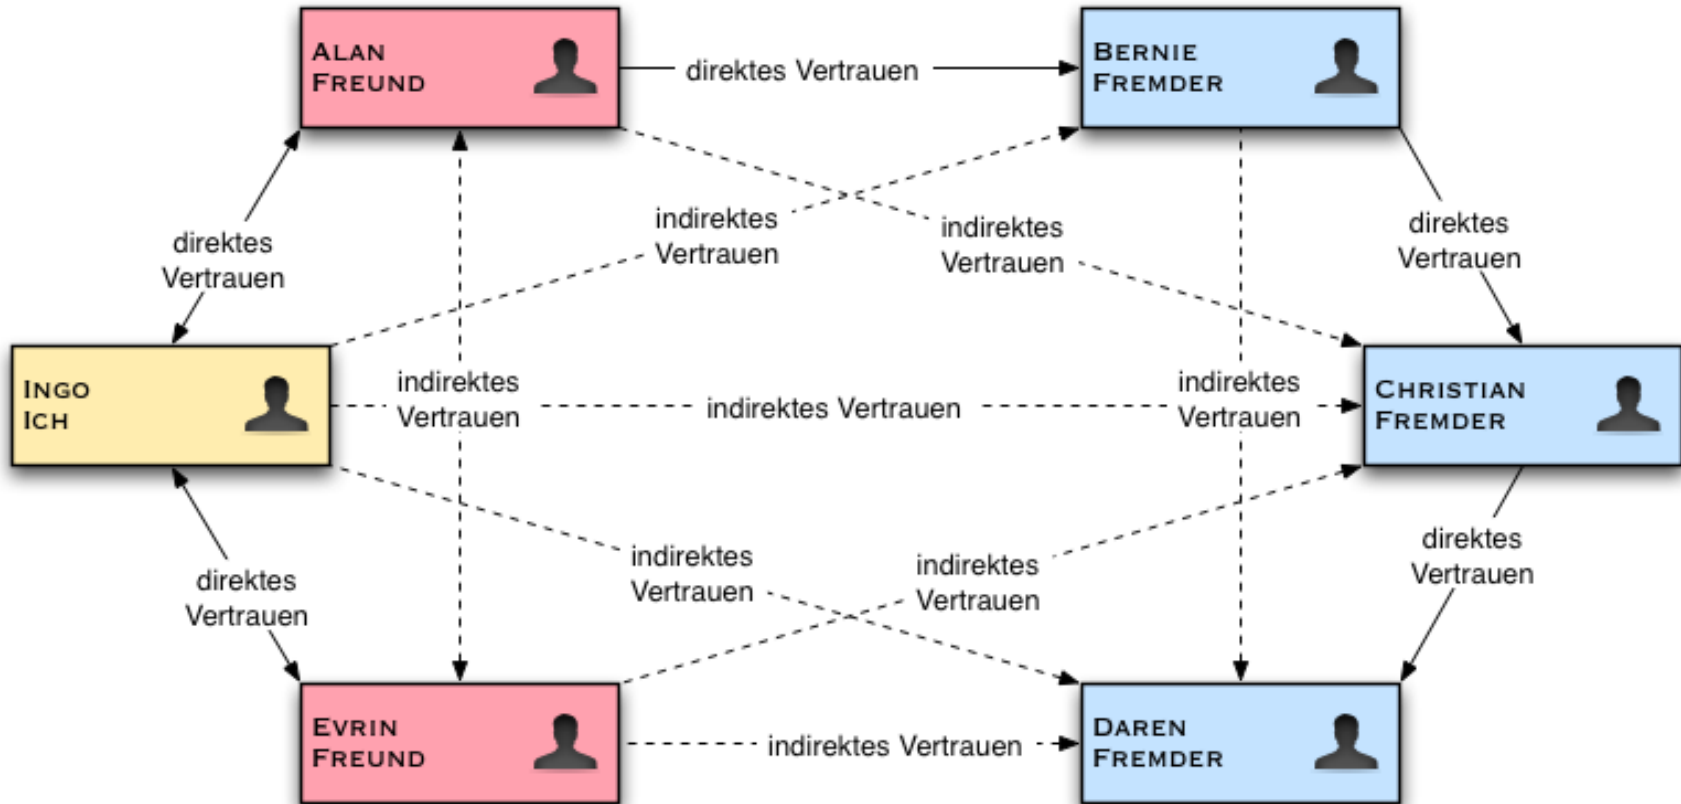 ALAN
FREUND
direktes Vertrauen
BERNIE
FREMDER
indirektes
Vertrauen
indirektes
Vertrauen
direktes
Vertrauen
direktes
Vertrauen
INGO
ICH
indirektes
Vertrauen
indirektes Vertrauen
indirektes
Vertrauen
CHRISTIAN
FREMDER
direktes
Vertrauen
indirektes
Vertrauen
indirektes
Vertrauen
direktes
Vertrauen
EVRIN
FREUND
indirektes Vertrauen
DAREN
FREMDER